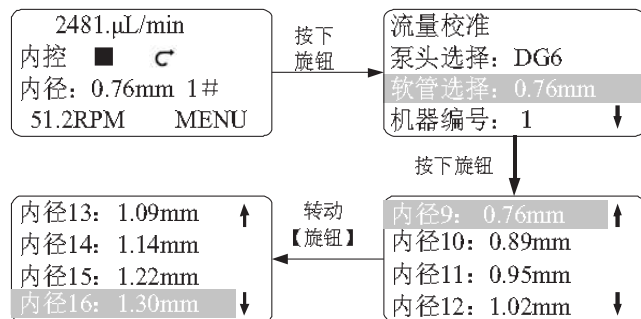 2481.μL/min
内控
内径：0.76mm 1#
51.2RPM MENU
按下
旋钮
流量校准
泵头选择：DG6
软管选择：0.76mm
机器编号：1
按下旋钮
内径9：0.76mm
内径10：0.89mm
内径11：0.95mm
内径12：1.02mm
转动
【旋钮】
内径13：1.09mm
内径14：1.14mm
内径15：1.22mm
内径16：1.30mm